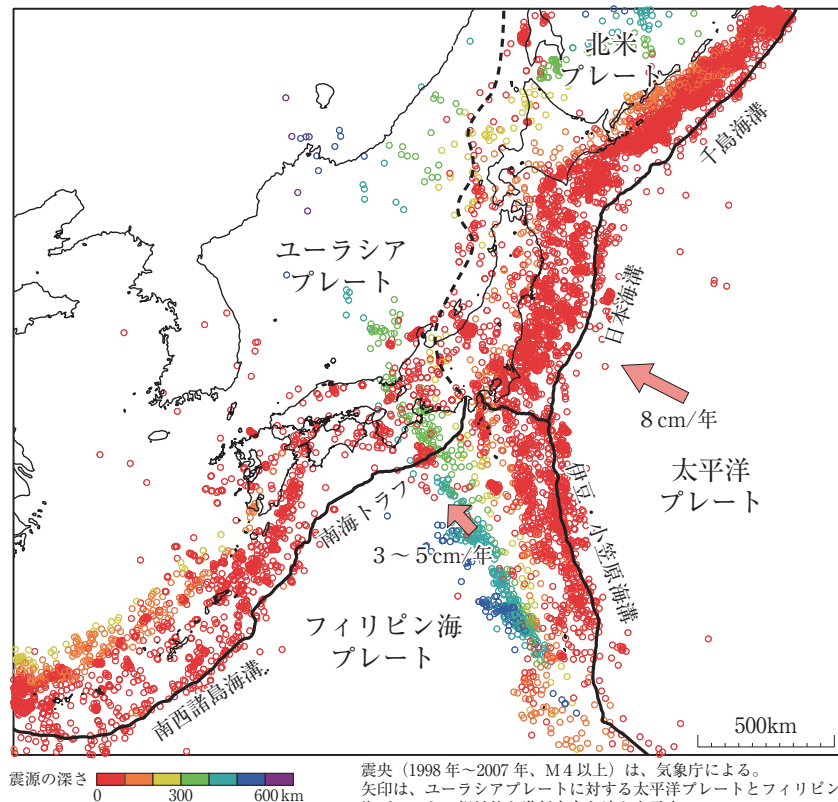 北米
プレート
千島海溝
ユーラシア
プレート
日本海溝
8cm/年
太平洋
プレート
伊豆・小笠原海溝
南海トラフ
3～5cm/年
フィリピン海
プレート
南西諸島海溝
500km
震源の深さ 0 300 600km
震央（1998年～2007年、M4以上）は、気象庁による。
矢印は、ユーラシアプレートに対する太平洋プレートとフィリピン